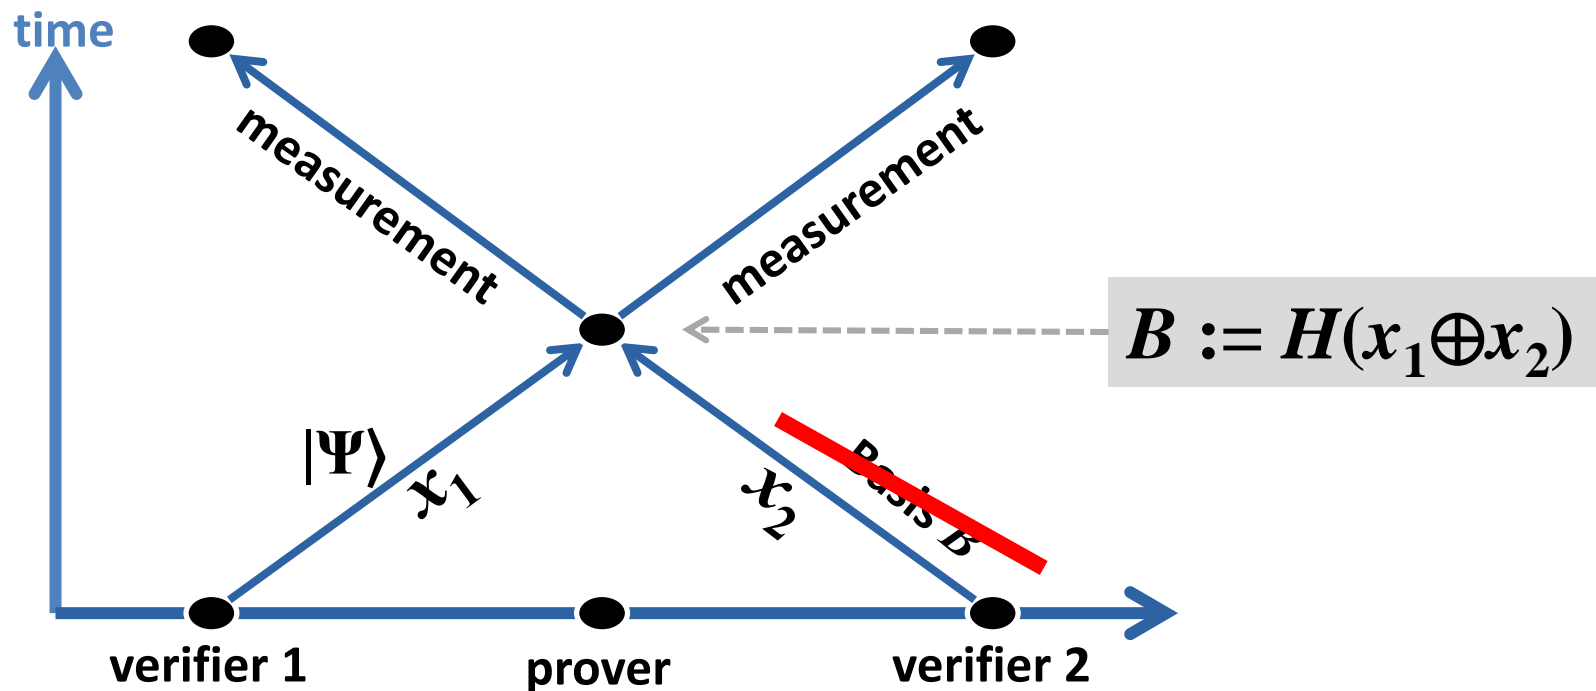 time
measurement
measurement
B := H(x₁⊕x₂)
|Ψ⟩
x₁
x₂
Basis B
verifier 1
prover
verifier 2